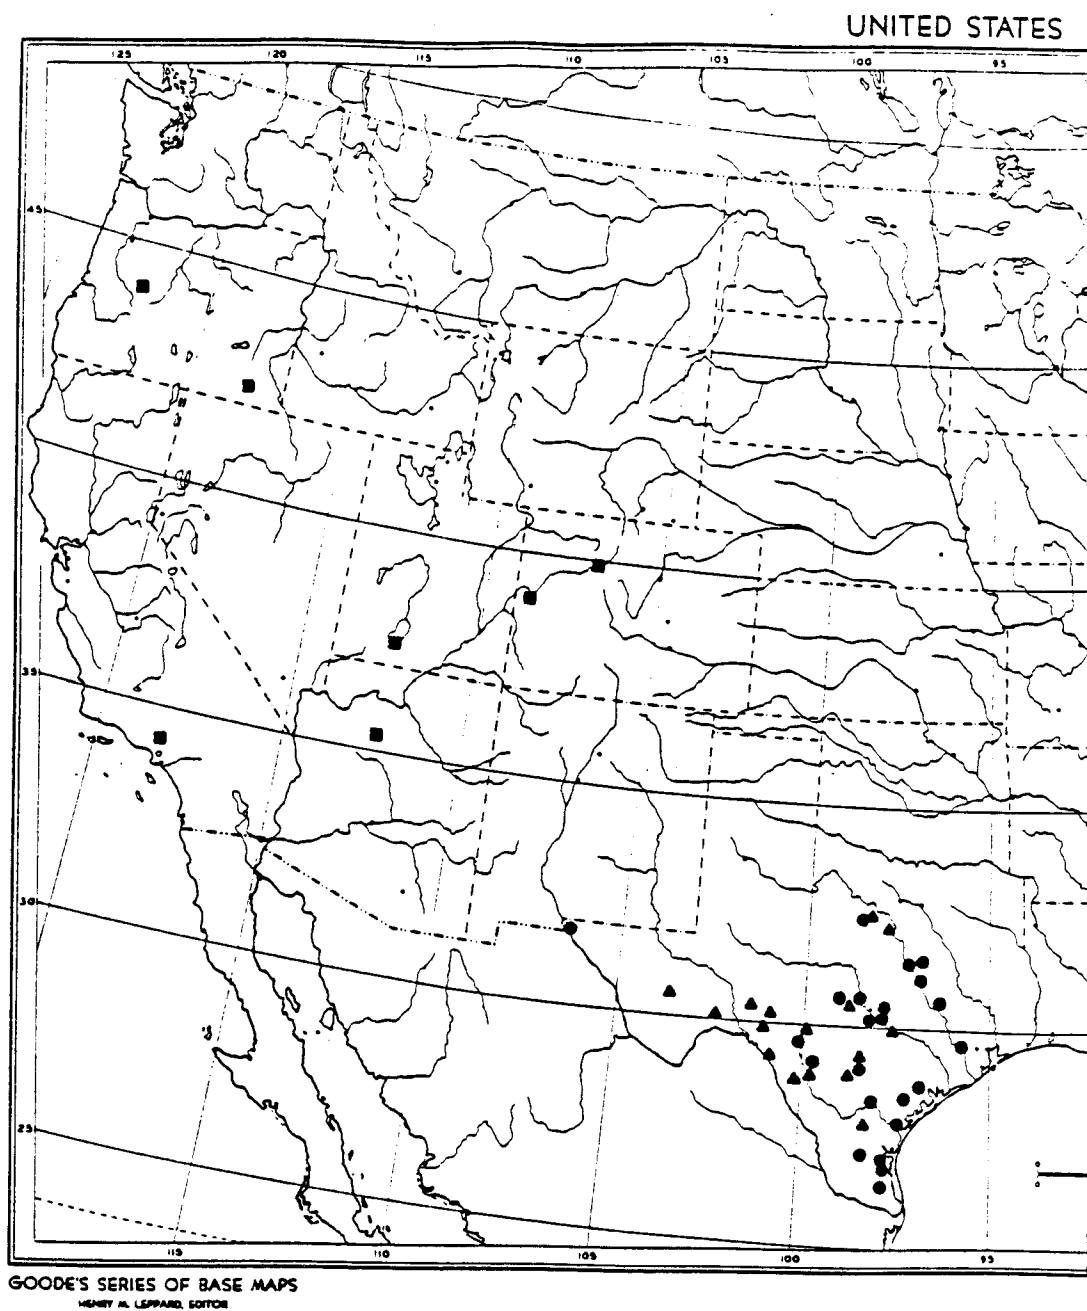 UNITED STATES
125 120 115 110 105 100 95
45
35
30
25
115 110 105 100 95
GOODE'S SERIES OF BASE MAPS
HENRY M. LEPPARD, EDITOR